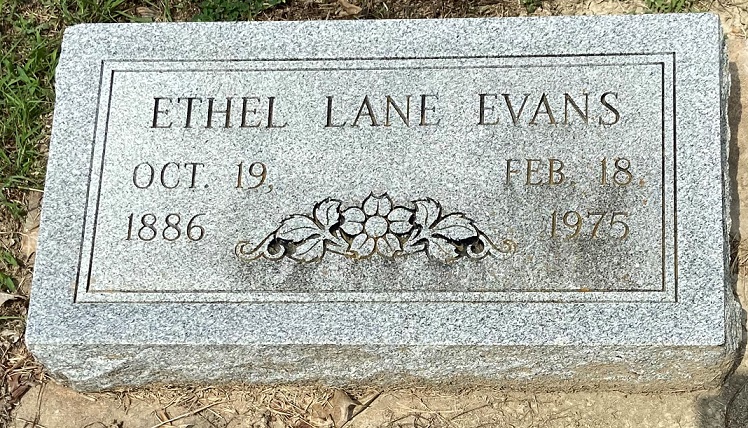 ETHEL LANE EVANS
OCT. 19, FEB. 18,
1886 1975